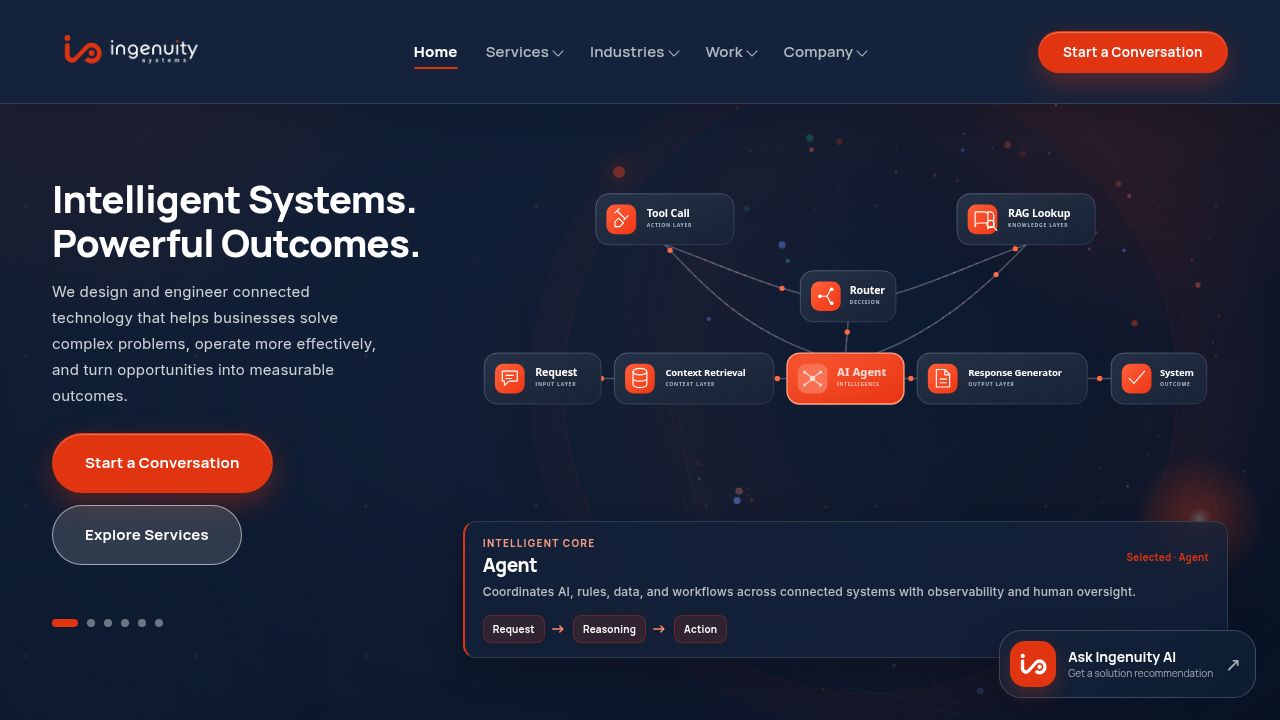 ingenuity
systems
Home
Services
Industries
Work
Company
Start a Conversation
Intelligent Systems.
Powerful Outcomes.
We design and engineer connected
technology that helps businesses solve
complex problems, operate more effectively,
and turn opportunities into measurable
outcomes.
Start a Conversation
Explore Services
Tool Call
ACTION LAYER
RAG Lookup
KNOWLEDGE LAYER
Router
DECISION
Request
INPUT LAYER
Context Retrieval
CONTEXT LAYER
AI Agent
INTELLIGENCE
Response Generator
OUTPUT LAYER
System
OUTCOME
INTELLIGENT CORE
Agent
Selected · Agent
Coordinates AI, rules, data, and workflows across connected systems with observability and human oversight.
Request → Reasoning → Action
Ask Ingenuity AI
Get a solution recommendation ↗